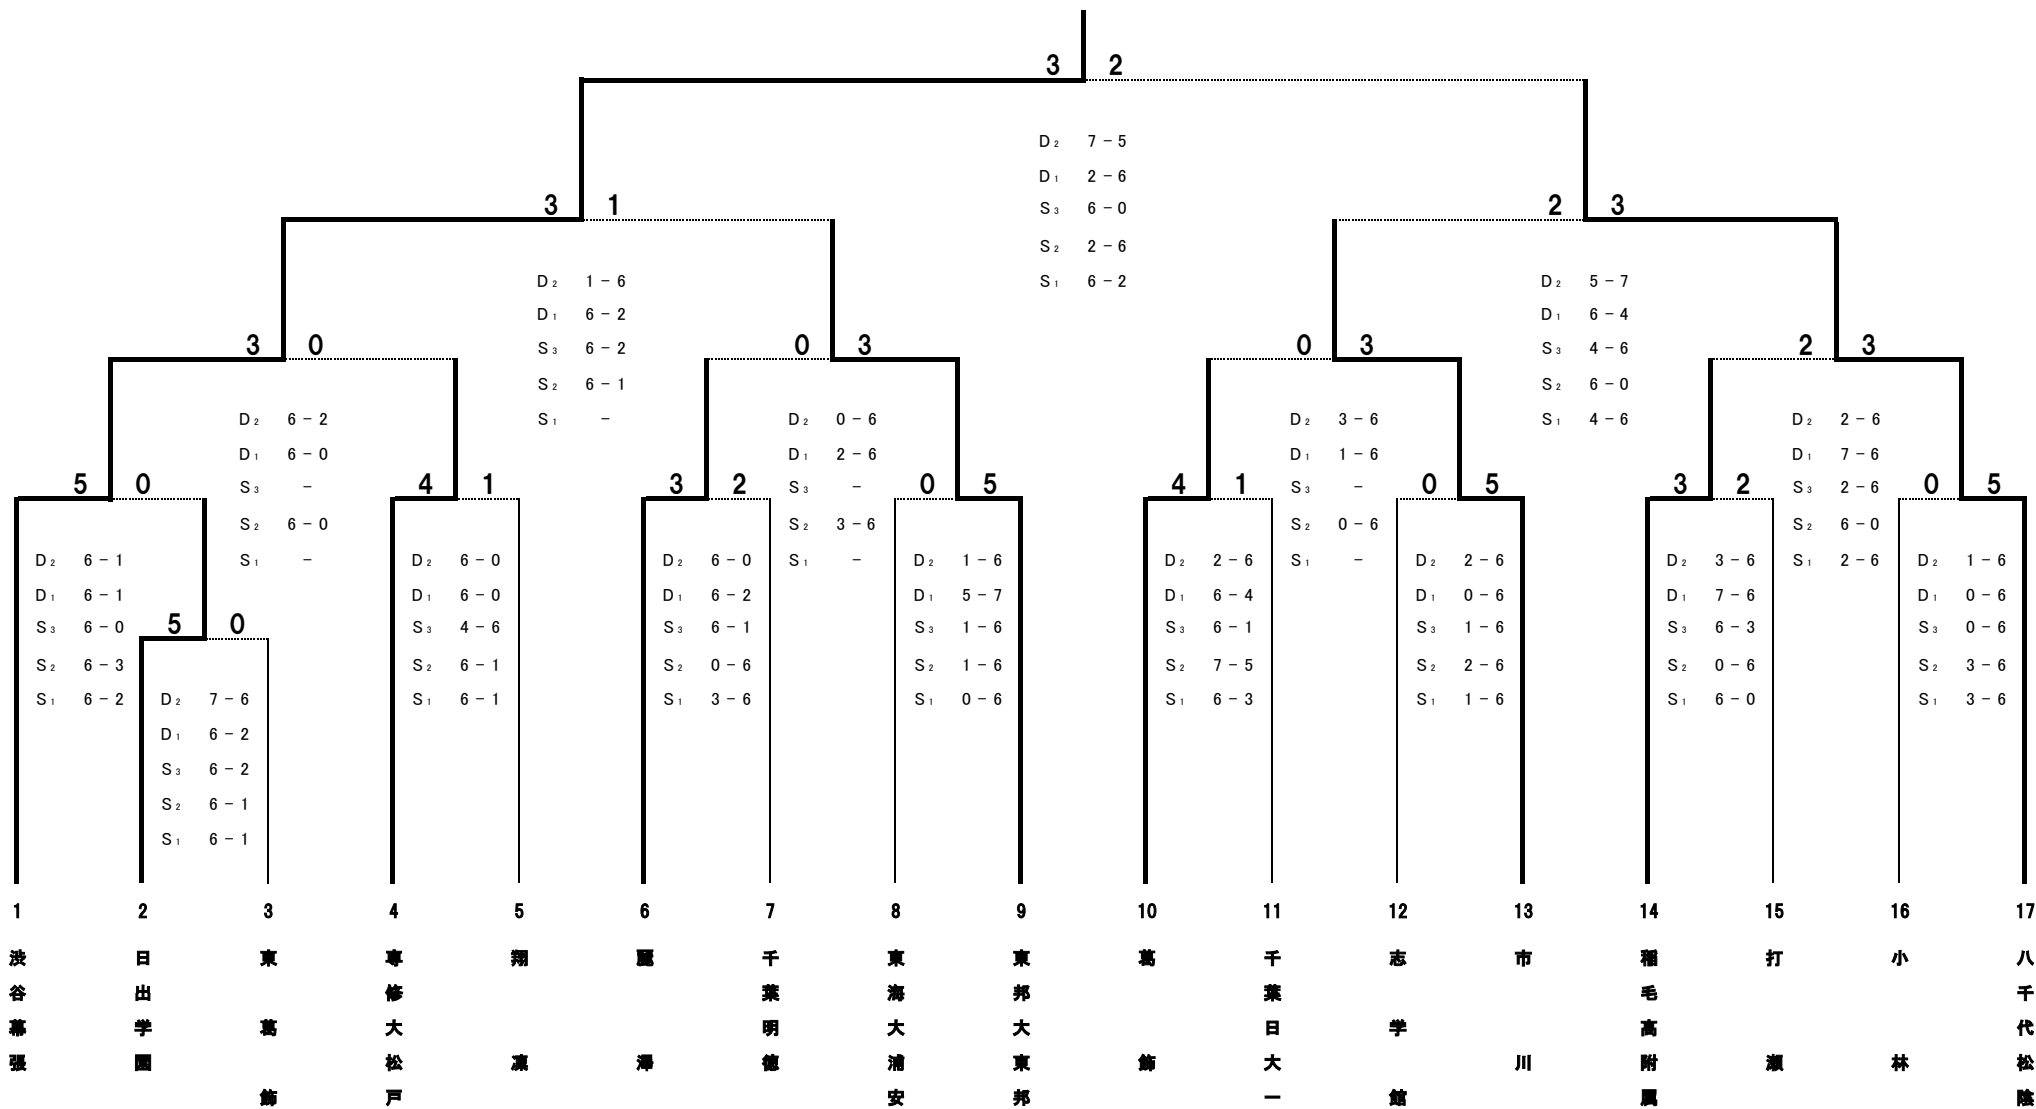 3 2
D2 7-5
D1 2-6
S3 6-0
S2 2-6
S1 6-2
3 1
D2 1-6
D1 6-2
S3 6-2
S2 6-1
S1 -
2 3
D2 5-7
D1 6-4
S3 4-6
S2 6-0
S1 4-6
3 0
D2 6-2
D1 6-0
S3 -
S2 6-0
S1 -
0 3
D2 0-6
D1 2-6
S3 -
S2 3-6
S1 -
0 3
D2 3-6
D1 1-6
S3 -
S2 0-6
S1 -
2 3
D2 2-6
D1 7-6
S3 2-6
S2 6-0
S1 2-6
5 0
D2 6-1
D1 6-1
S3 6-0
S2 6-3
S1 6-2
4 1
D2 6-0
D1 6-0
S3 4-6
S2 6-1
S1 6-1
3 2
D2 6-0
D1 6-2
S3 6-1
S2 0-6
S1 3-6
0 5
D2 1-6
D1 5-7
S3 1-6
S2 1-6
S1 0-6
4 1
D2 2-6
D1 6-4
S3 6-1
S2 7-5
S1 6-3
0 5
D2 2-6
D1 0-6
S3 1-6
S2 2-6
S1 1-6
3 2
D2 3-6
D1 7-6
S3 6-3
S2 0-6
S1 6-0
0 5
D2 1-6
D1 0-6
S3 0-6
S2 3-6
S1 3-6
5 0
D2 7-6
D1 6-2
S3 6-2
S2 6-1
S1 6-1
1 渋谷幕張
2 日出学園
3 東葛飾
4 専修大松戸
5 翔凜
6 麗澤
7 千葉明徳
8 東海大浦安
9 東邦大東邦
10 葛飾
11 千葉日大一
12 志学館
13 市川
14 稲毛高附属
15 打瀬
16 小林
17 八千代松陰